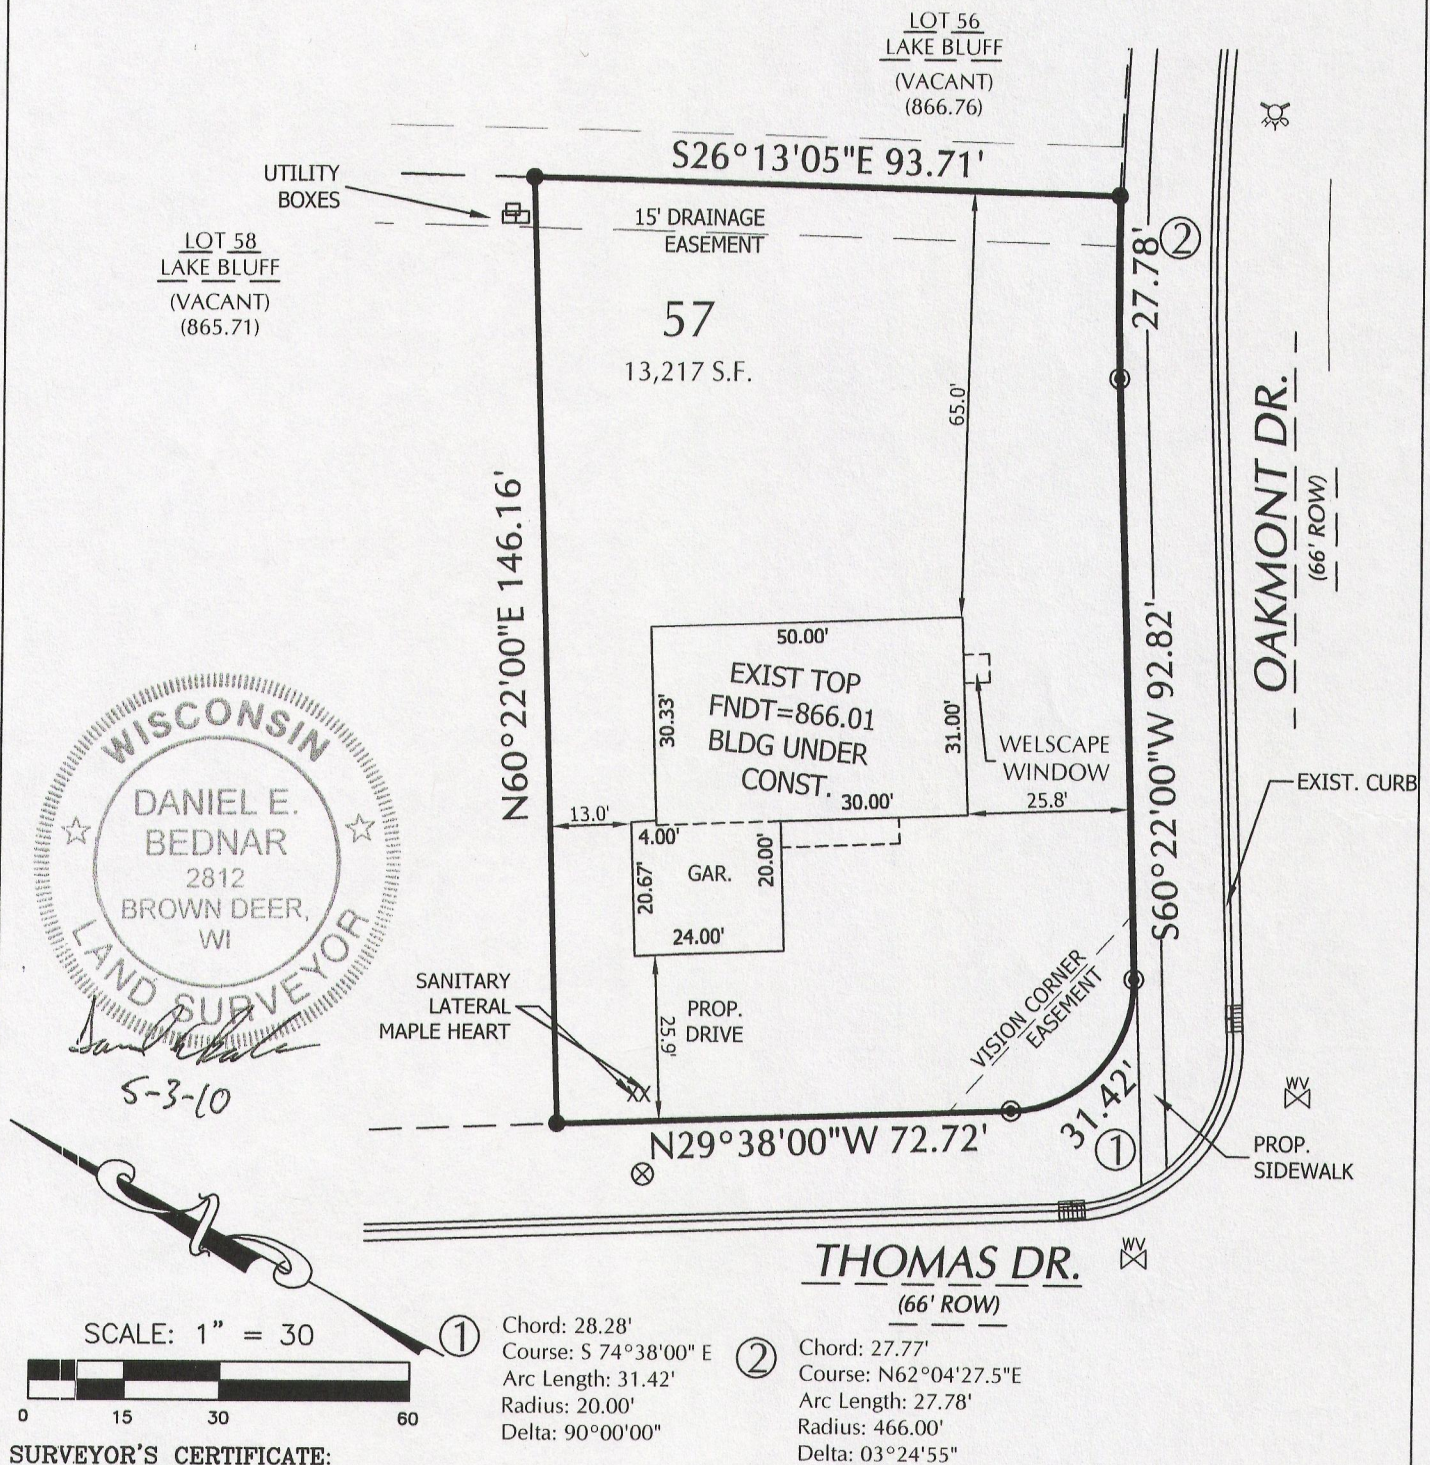 LOT 56
LAKE BLUFF
(VACANT)
(866.76)
S26°13'05"E 93.71'
UTILITY
BOXES
15' DRAINAGE
EASEMENT
LOT 58
LAKE BLUFF
(VACANT)
(865.71)
27.78'
2
57
13,217 S.F.
65.0'
HYD
OAKMONT DR.
(66' ROW)
N60°22'00"E 146.16'
50.00'
EXIST TOP
FNDT=866.01
BLDG UNDER
CONST.
30.33'
31.00'
30.00'
WELSCAPE
WINDOW
25.8'
S60°22'00"W 92.82'
EXIST. CURB
13.0'
4.00'
GAR.
20.67'
20.00'
24.00'
WISCONSIN
DANIEL E.
BEDNAR
2812
BROWN DEER,
WI
LAND SURVEYOR
5-3-10
SANITARY
LATERAL
MAPLE HEART
PROP.
DRIVE
25.9'
XX
VISION CORNER
EASEMENT
31.42'
1
N29°38'00"W 72.72'
WV
PROP.
SIDEWALK
THOMAS DR.
(66' ROW)
WV
SCALE: 1" = 30
0 15 30 60
1
Chord: 28.28'
Course: S 74°38'00" E
Arc Length: 31.42'
Radius: 20.00'
Delta: 90°00'00"
2
Chord: 27.77'
Course: N62°04'27.5"E
Arc Length: 27.78'
Radius: 466.00'
Delta: 03°24'55"
SURVEYOR'S CERTIFICATE: